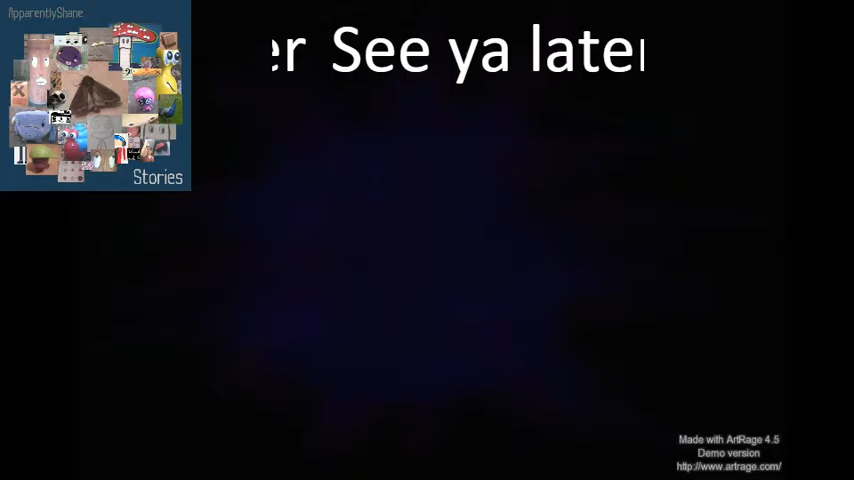 ApparentlyShane
er See ya later
Stories
Made with ArtRage 4.5
Demo version
http://www.artrage.com/